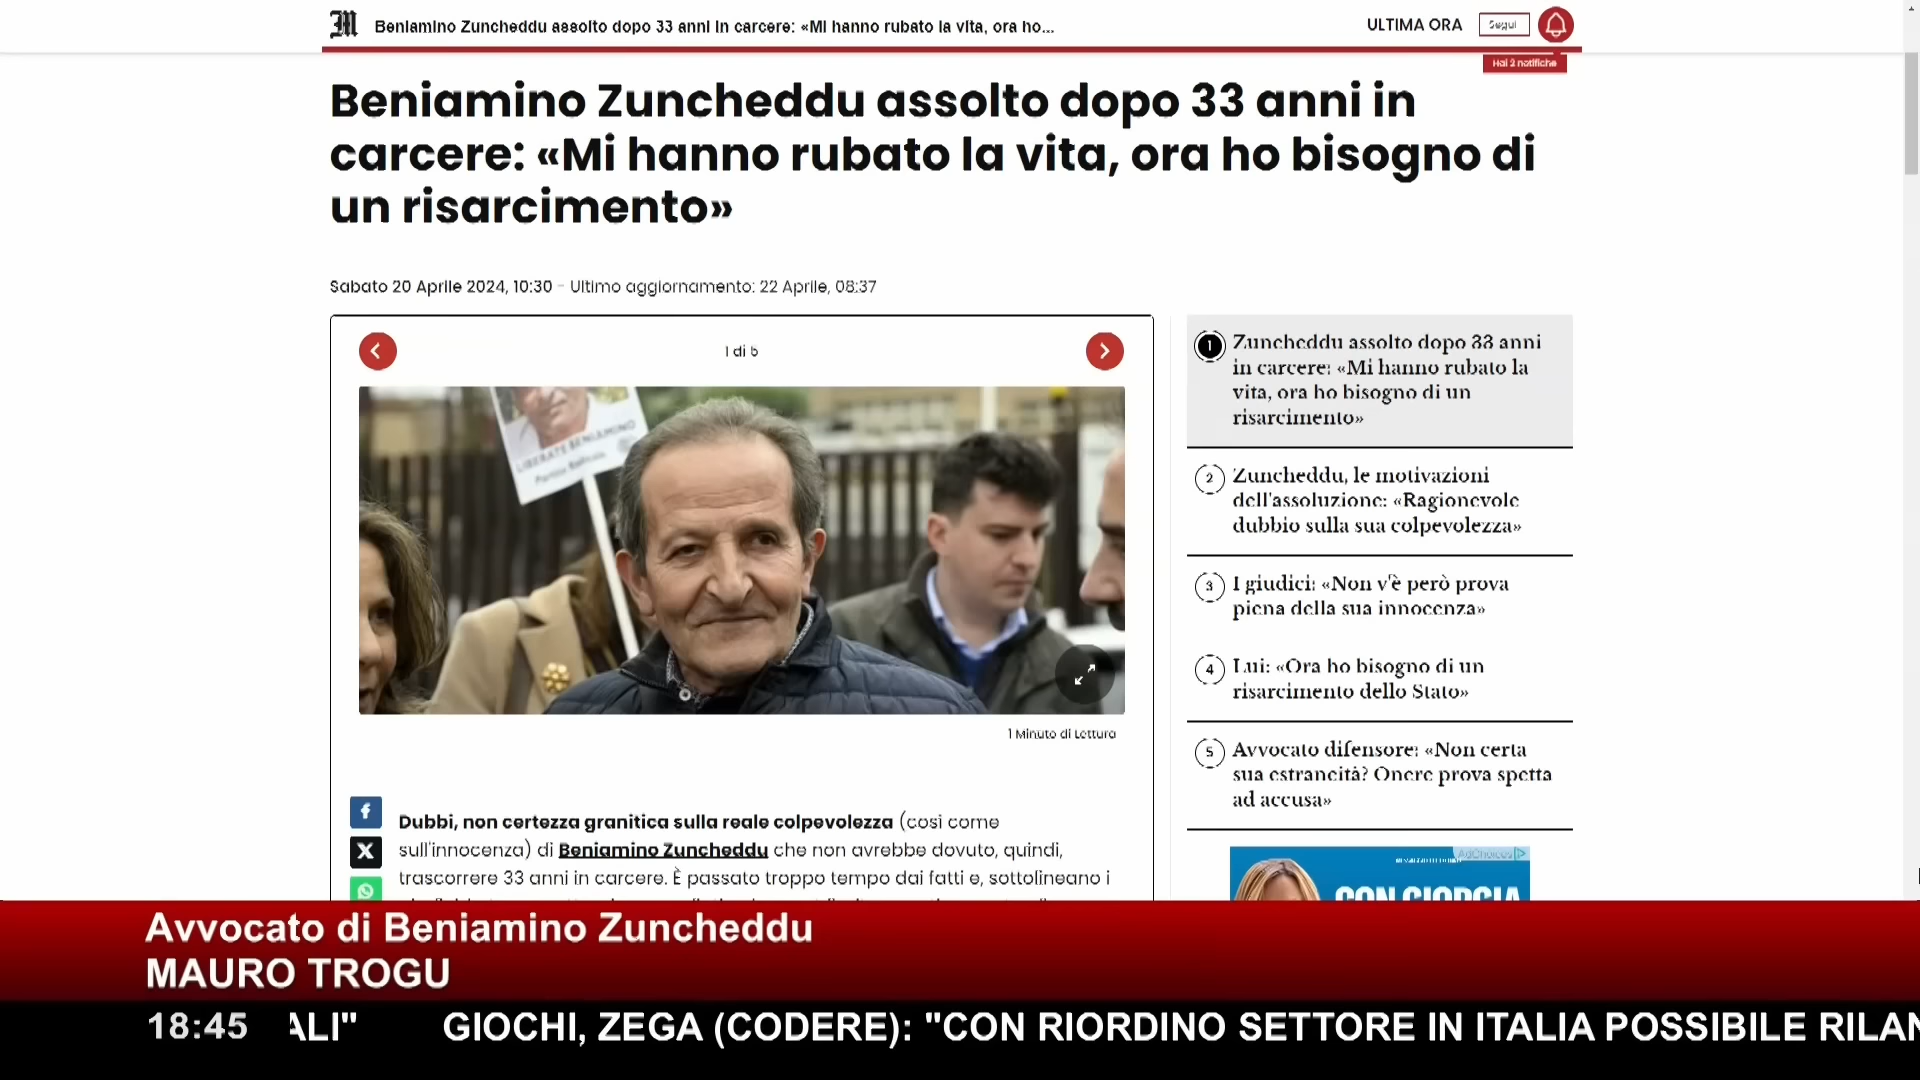 Beniamino Zuncheddu assolto dopo 33 anni in carcere: «Mi hanno rubato la vita, ora ho...
ULTIMA ORA
Segui
Hai 2 notifiche
Beniamino Zuncheddu assolto dopo 33 anni in
carcere: «Mi hanno rubato la vita, ora ho bisogno di
un risarcimento»
Sabato 20 Aprile 2024, 10:30 - Ultimo aggiornamento: 22 Aprile, 08:37
1 di 5
LIBERATE BENIAMINO
1 Minuto di Lettura
Dubbi, non certezza granitica sulla reale colpevolezza (così come
sull'innocenza) di Beniamino Zuncheddu che non avrebbe dovuto, quindi,
trascorrere 33 anni in carcere. È passato troppo tempo dai fatti e, sottolineano i
1 Zuncheddu assolto dopo 33 anni
in carcere: «Mi hanno rubato la
vita, ora ho bisogno di un
risarcimento»
2 Zuncheddu, le motivazioni
dell'assoluzione: «Ragionevole
dubbio sulla sua colpevolezza»
3 I giudici: «Non v'è però prova
piena della sua innocenza»
4 Lui: «Ora ho bisogno di un
risarcimento dello Stato»
5 Avvocato difensore: «Non certa
sua estraneità? Onere prova spetta
ad accusa»
AdChoices
CON GIORGIA
Avvocato di Beniamino Zuncheddu
MAURO TROGU
18:45 ALI" GIOCHI, ZEGA (CODERE): "CON RIORDINO SETTORE IN ITALIA POSSIBILE RILAN